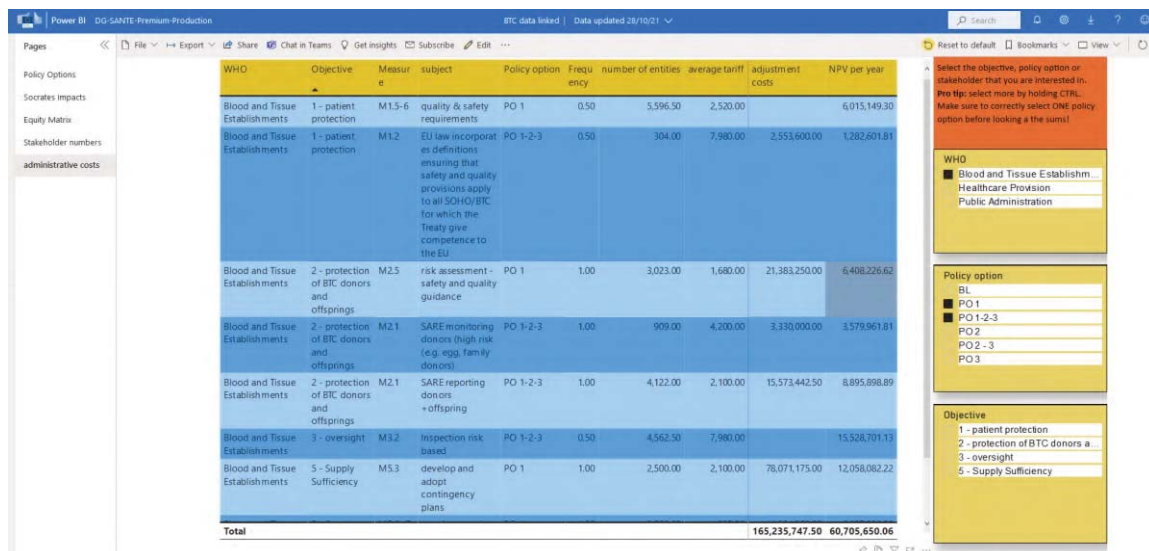 Power BI DG-SANTE-Premium-Production
BTC data linked | Data updated 28/10/21
Search
Pages
File Export Share Chat in Teams Get insights Subscribe Edit ...
Reset to default Bookmarks View
Policy Options
Socrates impacts
Equity Matrix
Stakeholder numbers
administrative costs
WHO Objective Measur e subject Policy option Frequ ency number of entities average tariff adjustment costs NPV per year
Blood and Tissue Establishments 1 - patient protection M1.5-6 quality & safety requirements PO 1 0.50 5,596.50 2,520.00 6,015,149.30
Blood and Tissue Establishments 1 - patient protection M1.2 EU law incorporat es definitions ensuring that safety and quality provisions apply to all SOHO/BTC for which the Treaty give competence to the EU PO 1-2-3 0.50 304.00 7,980.00 2,553,600.00 1,282,601.81
Blood and Tissue Establishments 2 - protection of BTC donors and offsprings M2.5 risk assessment - safety and quality guidance PO 1 1.00 3,023.00 1,680.00 21,383,250.00 6,408,226.62
Blood and Tissue Establishments 2 - protection of BTC donors and offsprings M2.1 SARE monitoring donors (high risk (e.g. egg, family donors) PO 1-2-3 1.00 909.00 4,200.00 3,330,000.00 3,579,961.81
Blood and Tissue Establishments 2 - protection of BTC donors and offsprings M2.1 SARE reporting donors +offspring PO 1-2-3 1.00 4,122.00 2,100.00 15,573,442.50 8,895,898.89
Blood and Tissue Establishments 3 - oversight M3.2 Inspection risk based PO 1-2-3 0.50 4,562.50 7,980.00 15,528,701.13
Blood and Tissue Establishments 5 - Supply Sufficiency M5.3 develop and adopt contingency plans PO 1 1.00 2,500.00 2,100.00 78,071,175.00 12,058,082.22
Total 165,235,747.50 60,705,650.06
Select the objective, policy option or
stakeholder that you are interested in.
Pro tip: select more by holding CTRL.
Make sure to correctly select ONE policy
option before looking a the sums!
WHO
Blood and Tissue Establishm...
Healthcare Provision
Public Administration
Policy option
BL
PO 1
PO 1-2-3
PO 2
PO 2 - 3
PO 3
Objective
1 - patient protection
2 - protection of BTC donors a...
3 - oversight
5 - Supply Sufficiency